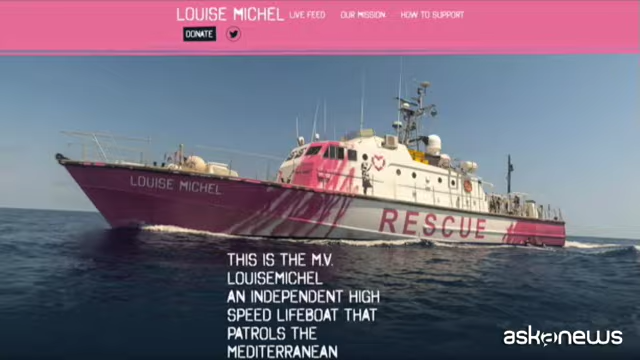 LOUISE MICHEL
LIVE FEED OUR MISSION HOW TO SUPPORT
DONATE
LOUISE MICHEL
RESCUE
THIS IS THE M.V.
LOUISEMICHEL
AN INDEPENDENT HIGH
SPEED LIFEBOAT THAT
PATROLS THE
MEDITERRANEAN
askanews